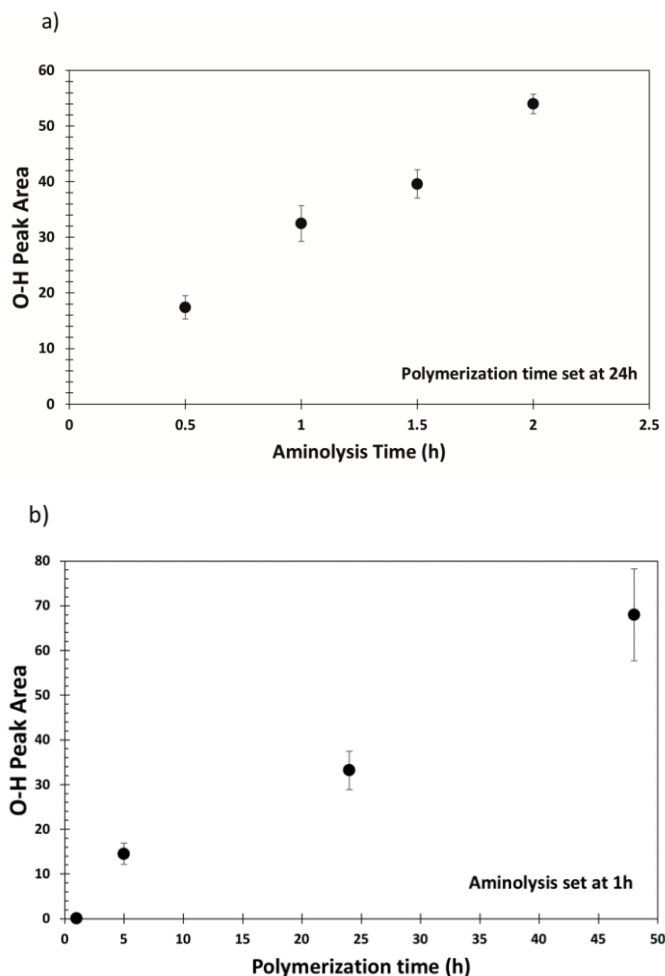 a)
60
50
40
30
20
10
0
O-H Peak Area
0 0.5 1 1.5 2 2.5
Polymerization time set at 24h
Aminolysis Time (h)
b)
80
70
60
50
40
30
20
10
0
O-H Peak Area
0 5 10 15 20 25 30 35 40 45 50
Aminolysis set at 1h
Polymerization time (h)